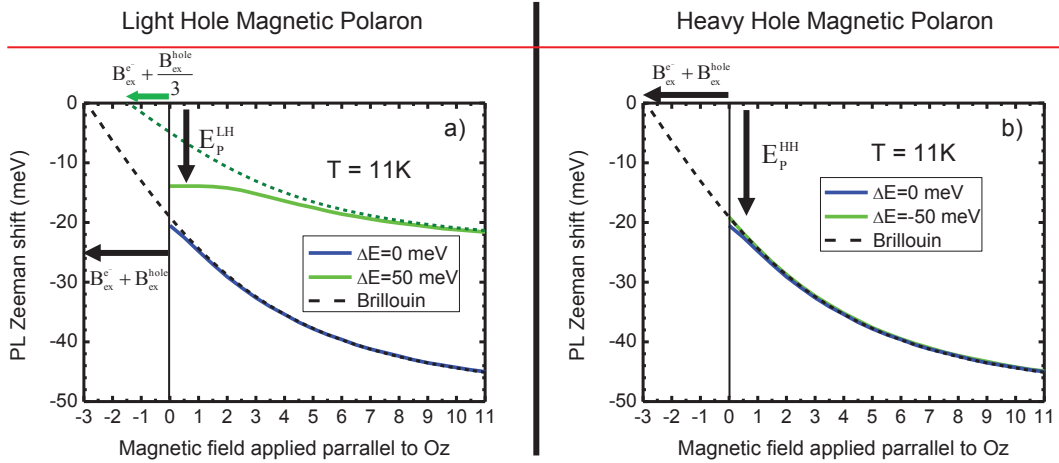 Light Hole Magnetic Polaron
B_ex^e- + B_ex^hole/3
a)
E_P^LH
T = 11K
ΔE=0 meV
ΔE=50 meV
Brillouin
B_ex^e- + B_ex^hole
0
-10
-20
-30
-40
-50
PL Zeeman shift (meV)
-3 -2 -1 0 1 2 3 4 5 6 7 8 9 10 11
Magnetic field applied parrallel to Oz
Heavy Hole Magnetic Polaron
B_ex^e- + B_ex^hole
b)
E_P^HH
T = 11K
ΔE=0 meV
ΔE=-50 meV
Brillouin
0
-10
-20
-30
-40
-50
PL Zeeman shift (meV)
-3 -2 -1 0 1 2 3 4 5 6 7 8 9 10 11
Magnetic field applied parrallel to Oz